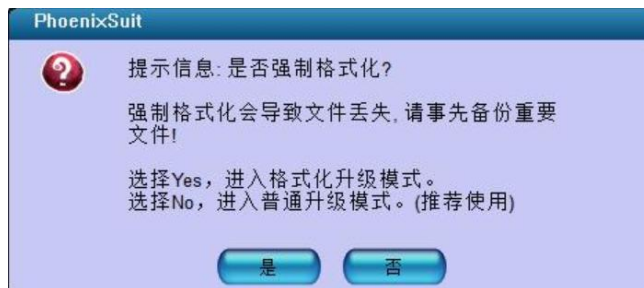 PhoenixSuit
提示信息: 是否强制格式化?
强制格式化会导致文件丢失, 请事先备份重要
文件!
选择Yes，进入格式化升级模式。
选择No，进入普通升级模式。(推荐使用)
是
否